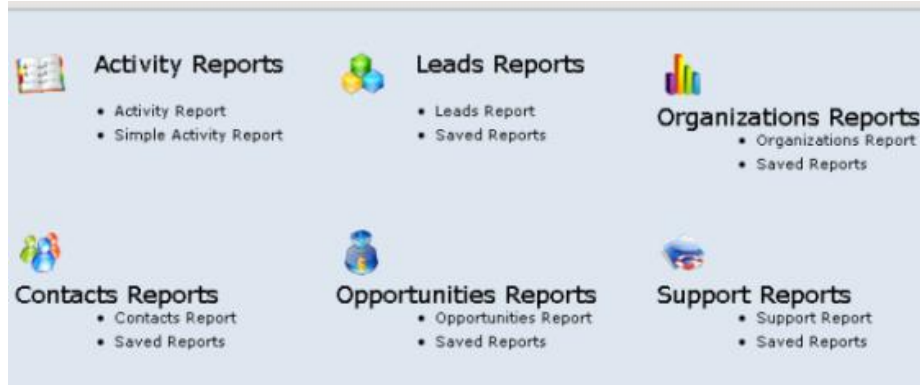 Activity Reports
• Activity Report
• Simple Activity Report
Leads Reports
• Leads Report
• Saved Reports
Organizations Reports
• Organizations Report
• Saved Reports
Contacts Reports
• Contacts Report
• Saved Reports
Opportunities Reports
• Opportunities Report
• Saved Reports
Support Reports
• Support Report
• Saved Reports